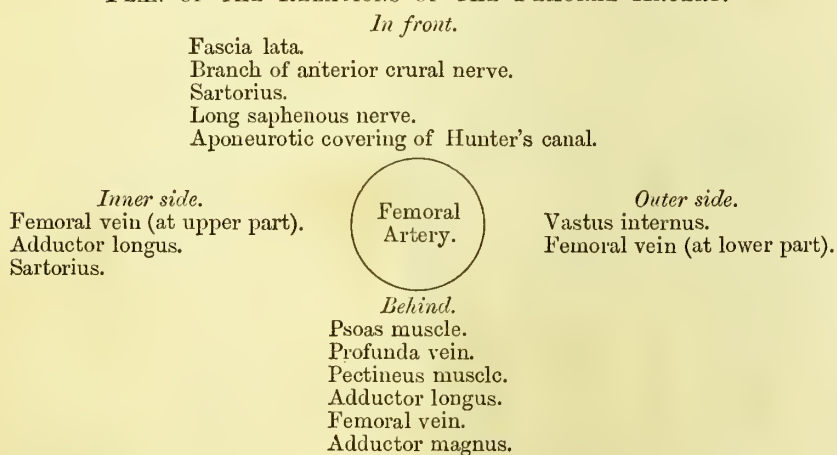 In front.
Fascia lata.
Branch of anterior crural nerve.
Sartorius.
Long saphenous nerve.
Aponeurotic covering of Hunter's canal.
Inner side.
Femoral vein (at upper part).
Adductor longus.
Sartorius.
Femoral
Artery.
Outer side.
Vastus internus.
Femoral vein (at lower part).
Behind.
Psoas muscle.
Profunda vein.
Pectineus muscle.
Adductor longus.
Femoral vein.
Adductor magnus.